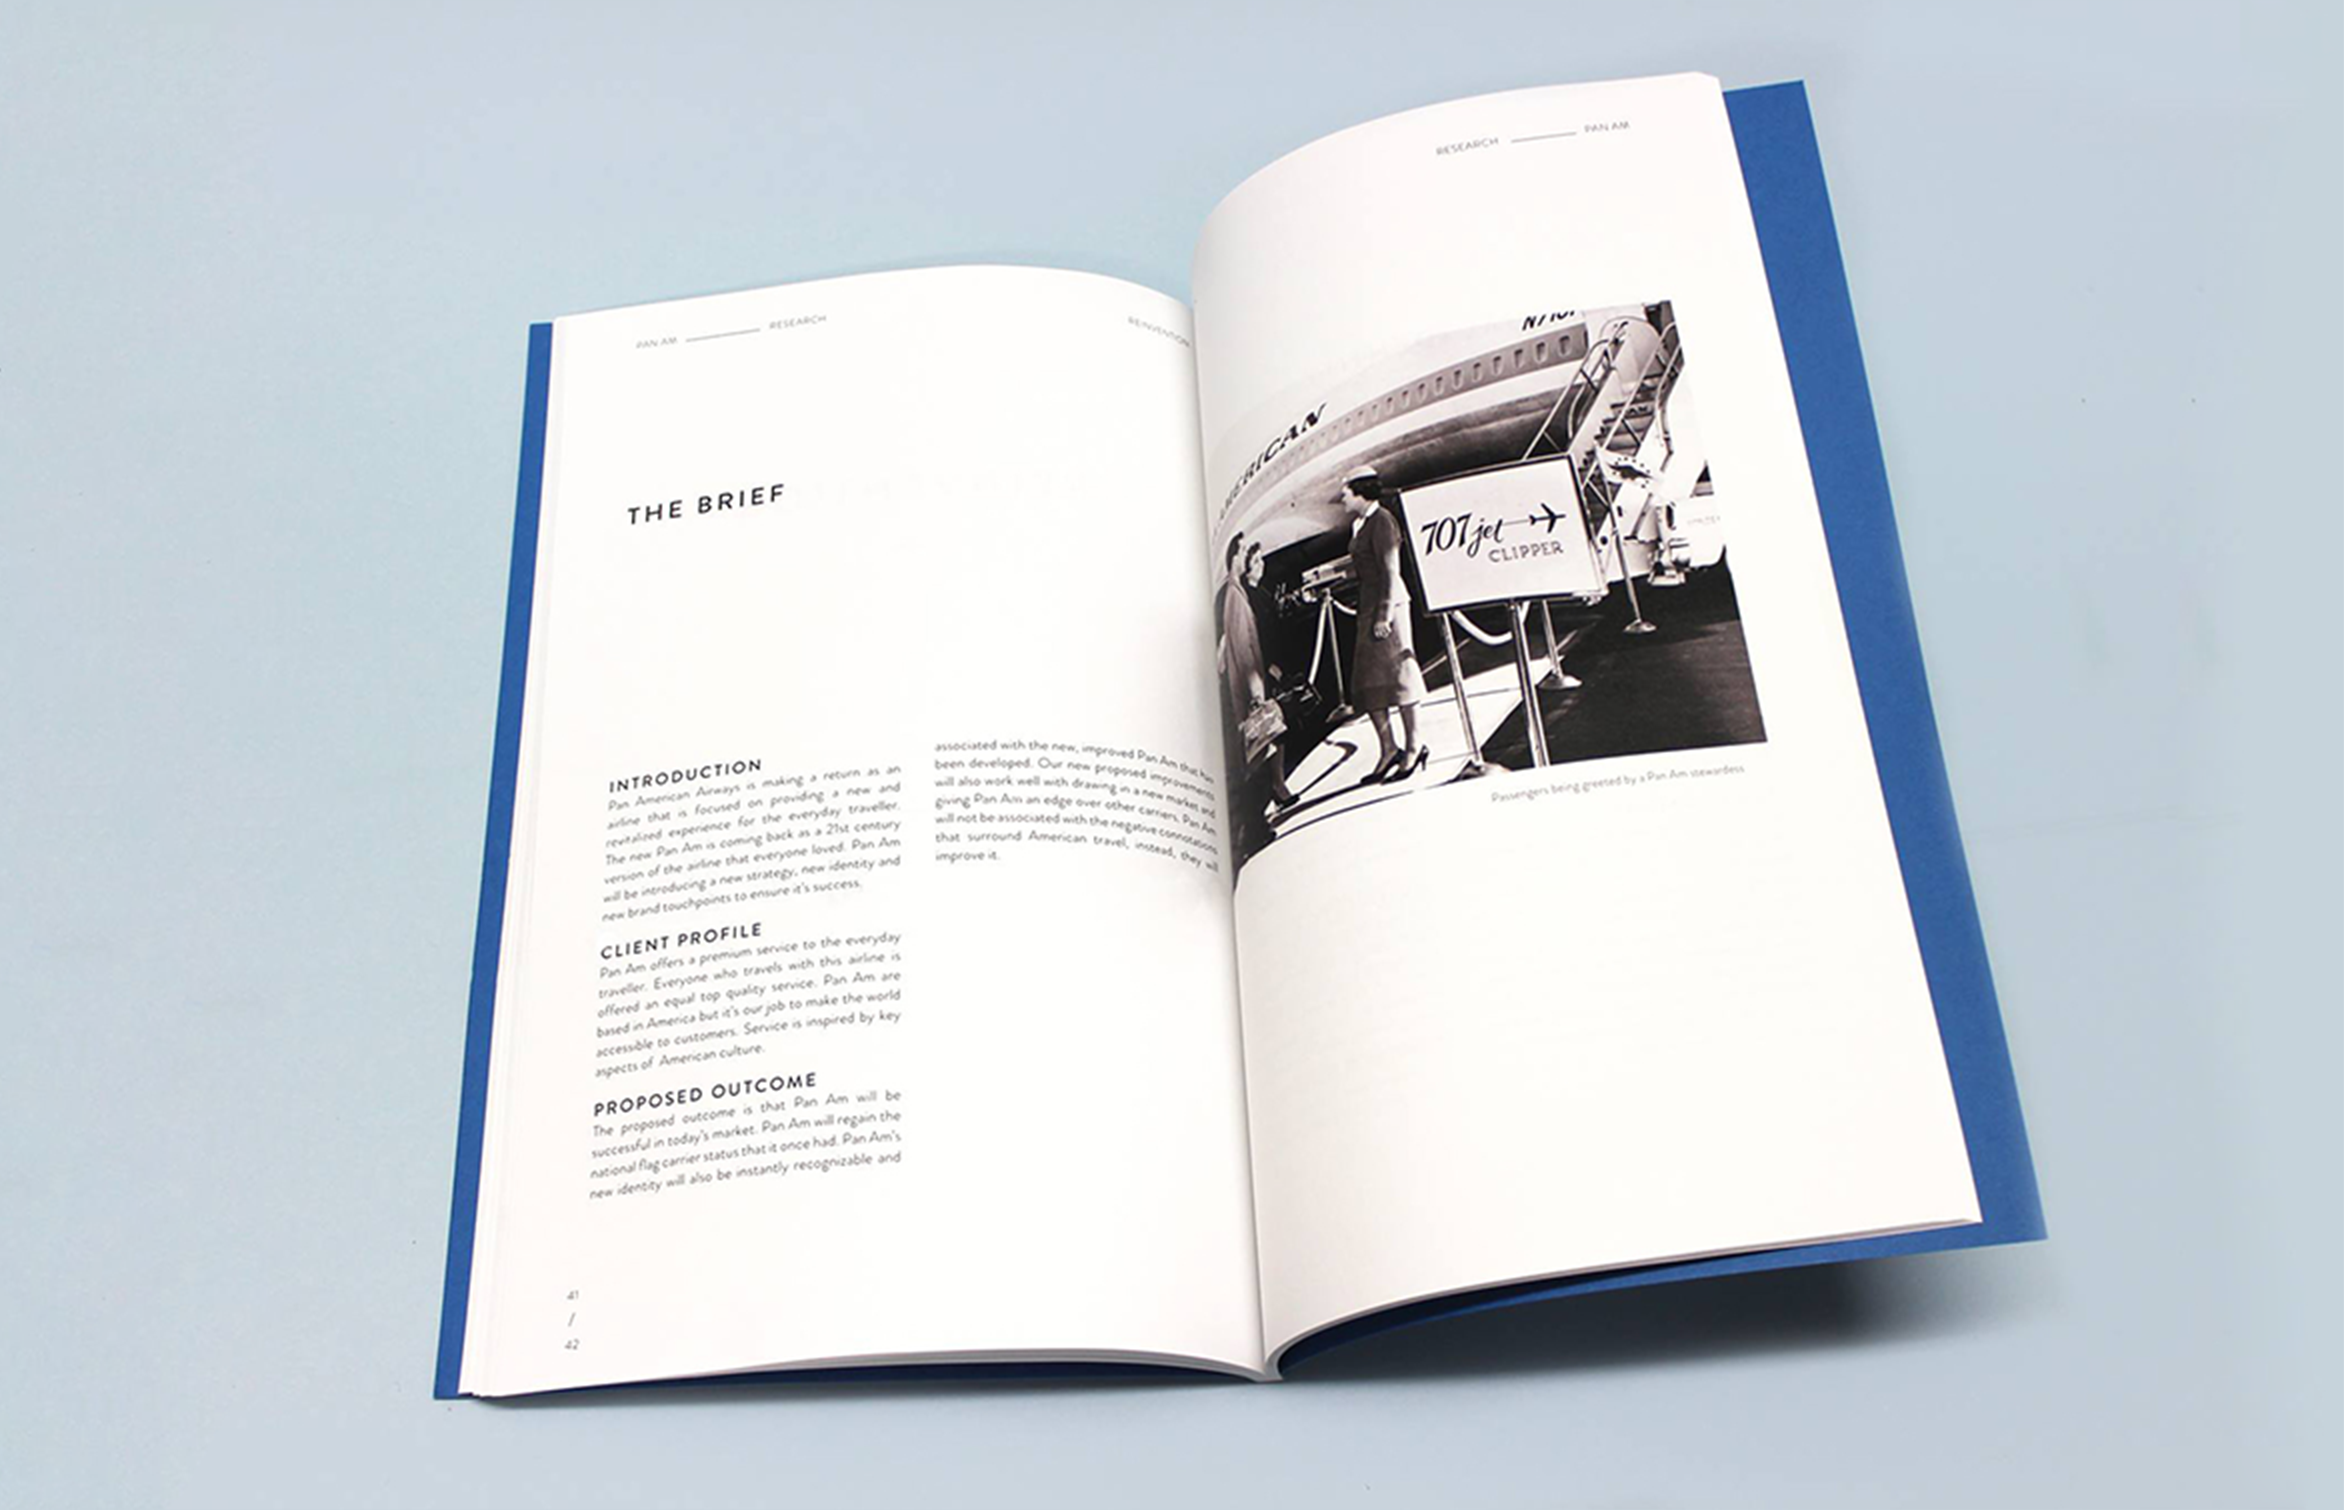 PAN AM RESEARCH REINVENTION
THE BRIEF
INTRODUCTION
Pan American Airways is making a return as an
airline that is focused on providing a new and
revitalized experience for the everyday traveller.
The new Pan Am is coming back as a 21st century
version of the airline that everyone loved. Pan Am
will be introducing a new strategy, new identity and
new brand touchpoints to ensure it's success.
CLIENT PROFILE
Pan Am offers a premium service to the everyday
traveller. Everyone who travels with this airline is
offered an equal top quality service. Pan Am are
based in America but it's our job to make the world
accessible to customers. Service is inspired by key
aspects of American culture.
PROPOSED OUTCOME
The proposed outcome is that Pan Am will be
successful in today's market. Pan Am will regain the
national flag carrier status that it once had. Pan Am's
new identity will also be instantly recognizable and
associated with the new, improved Pan Am that has
been developed. Our new proposed improvements
will also work well with drawing in a new market and
giving Pan Am an edge over other carriers. Pan Am
will not be associated with the negative connotations
that surround American travel, instead, they will
improve it.
41
/
42
RESEARCH PAN AM
AMERICAN
707 jet
CLIPPER
Passengers being greeted by a Pan Am stewardess